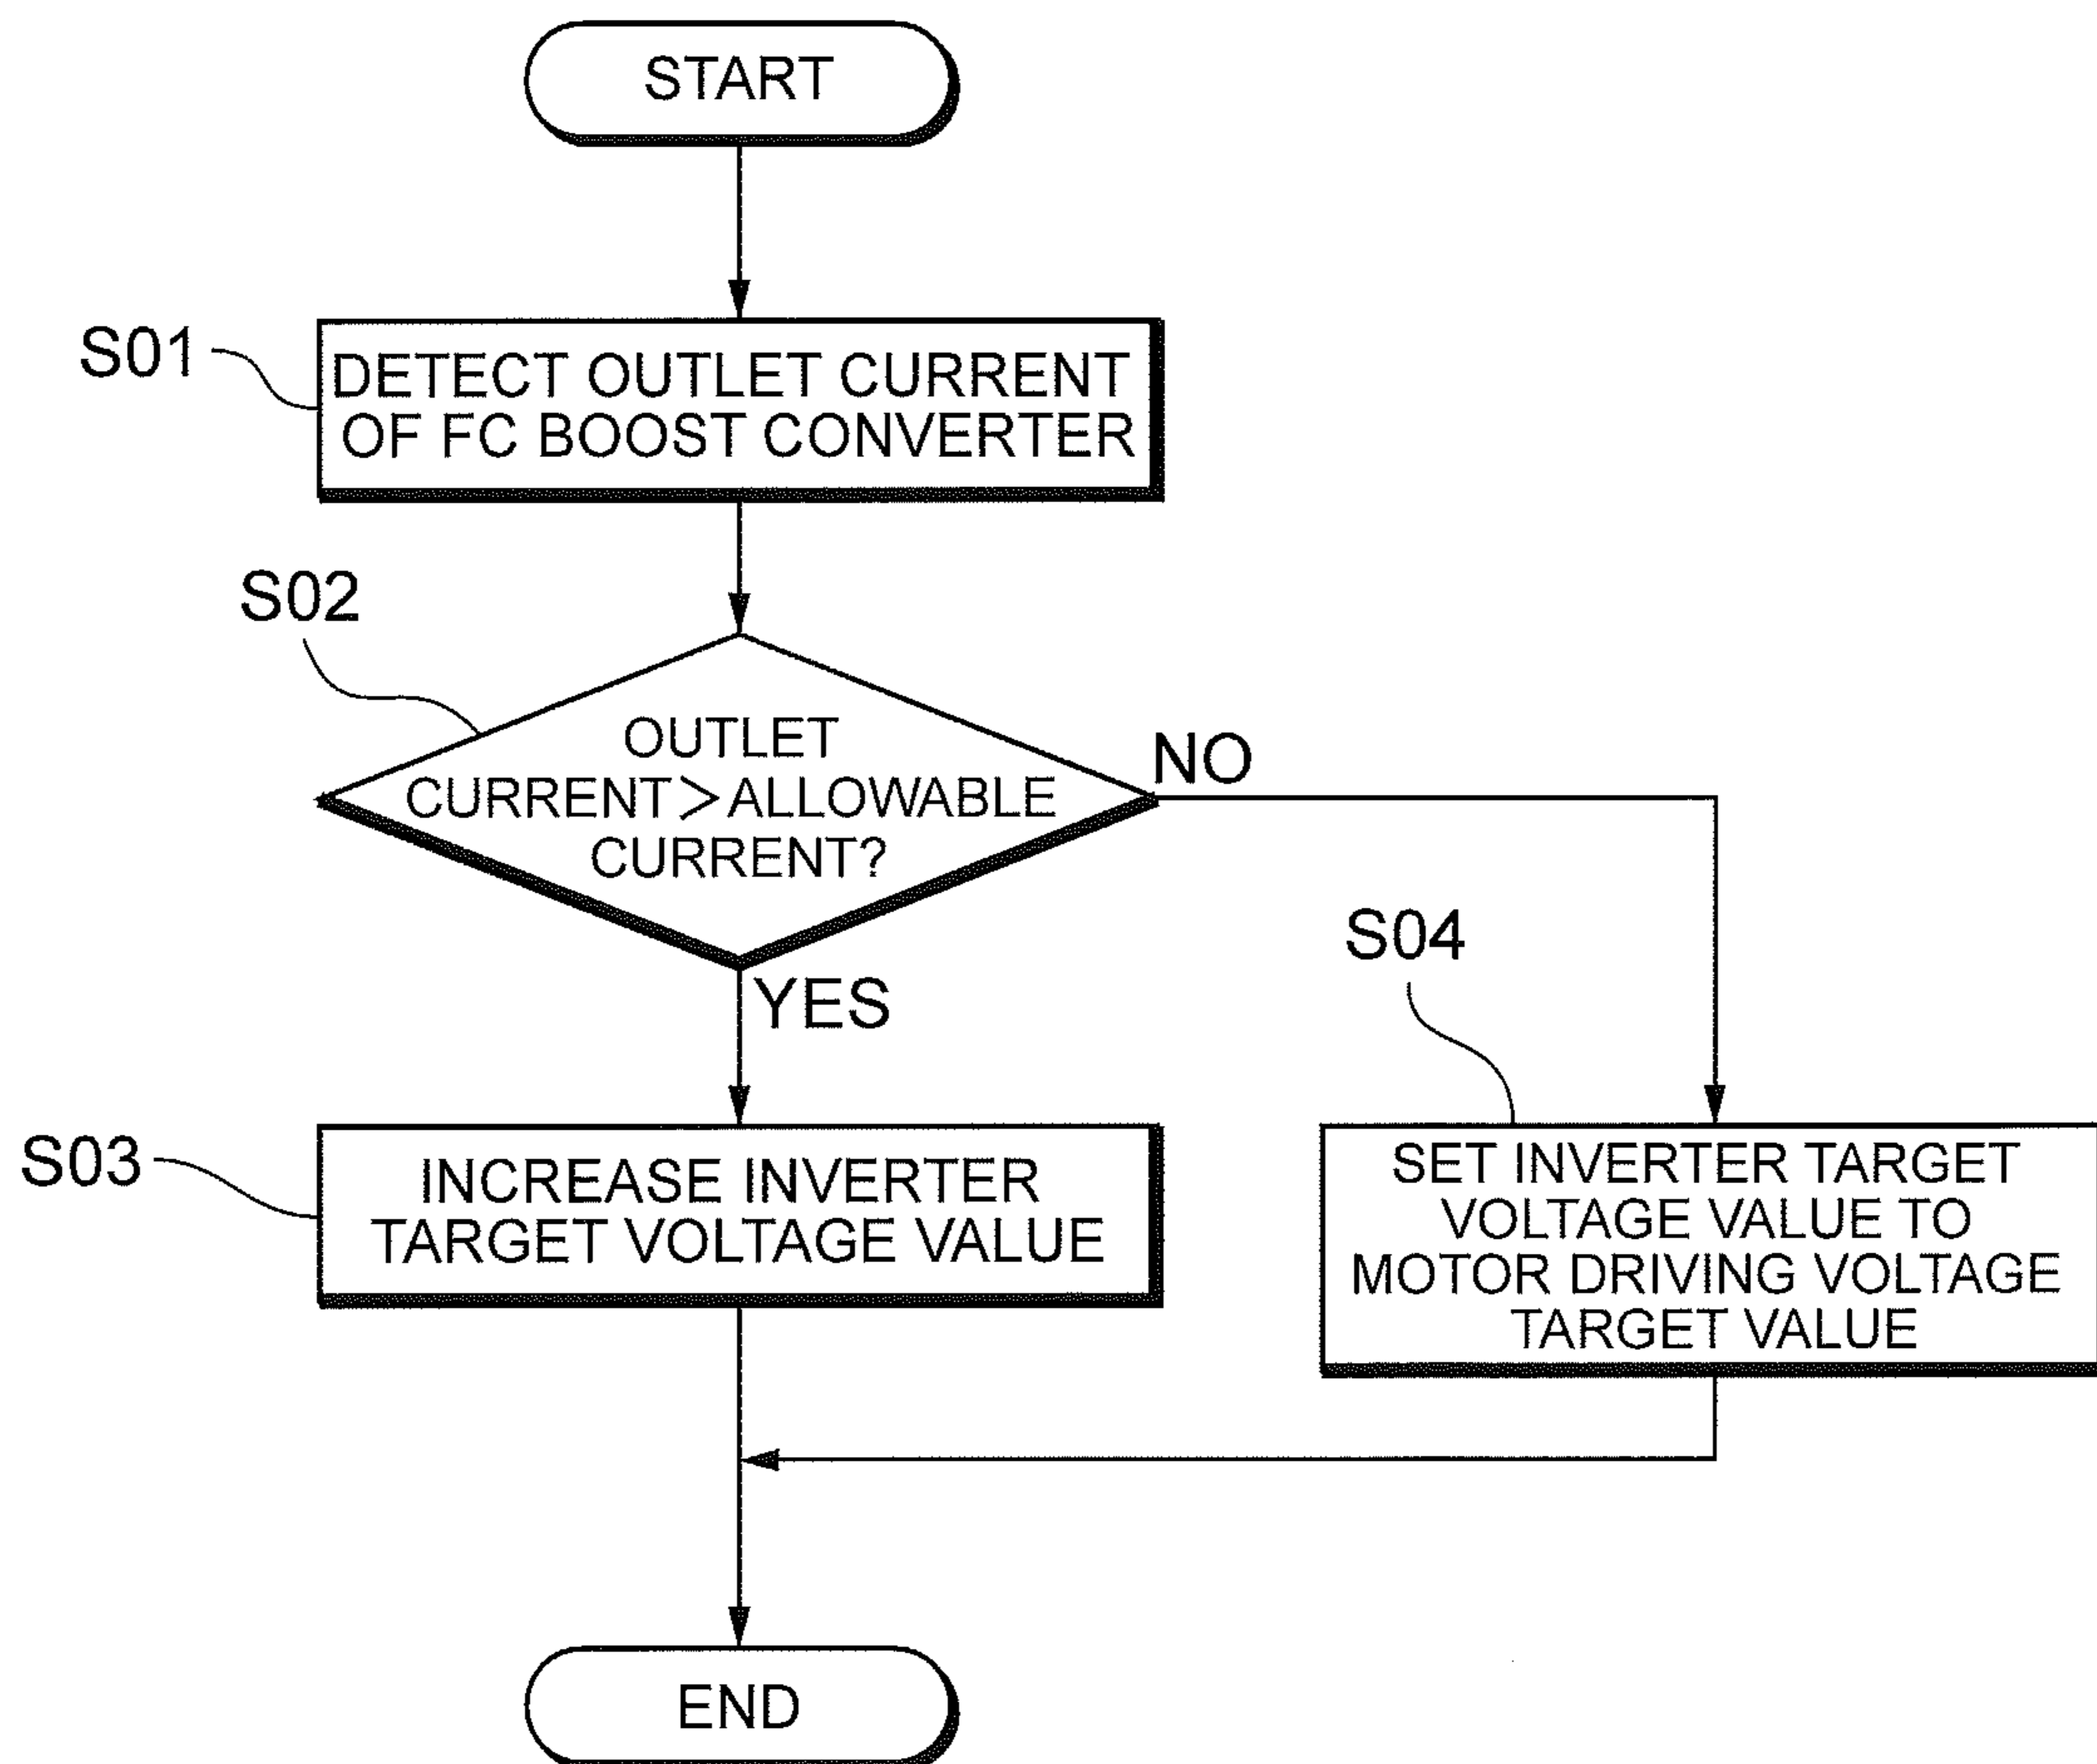 START
S01
DETECT OUTLET CURRENT
OF FC BOOST CONVERTER
S02
OUTLET
CURRENT>ALLOWABLE
CURRENT?
NO
YES
S03
INCREASE INVERTER
TARGET VOLTAGE VALUE
S04
SET INVERTER TARGET
VOLTAGE VALUE TO
MOTOR DRIVING VOLTAGE
TARGET VALUE
END